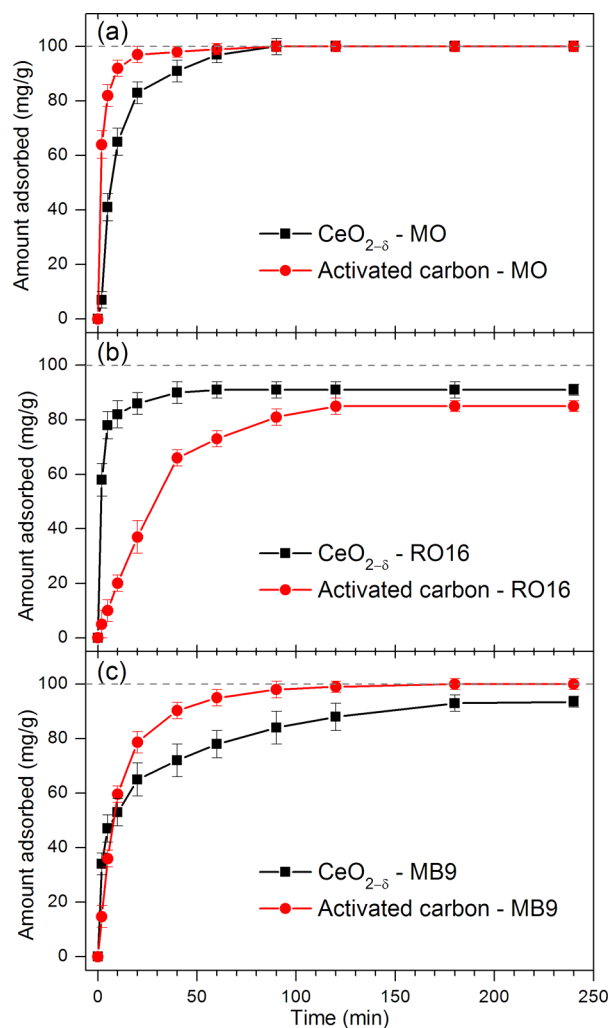 (a)
100
80
60
40
20
0
Amount adsorbed (mg/g)
CeO₂₋δ - MO
Activated carbon - MO
(b)
100
80
60
40
20
0
Amount adsorbed (mg/g)
CeO₂₋δ - RO16
Activated carbon - RO16
(c)
100
80
60
40
20
0
Amount adsorbed (mg/g)
CeO₂₋δ - MB9
Activated carbon - MB9
0 50 100 150 200 250
Time (min)